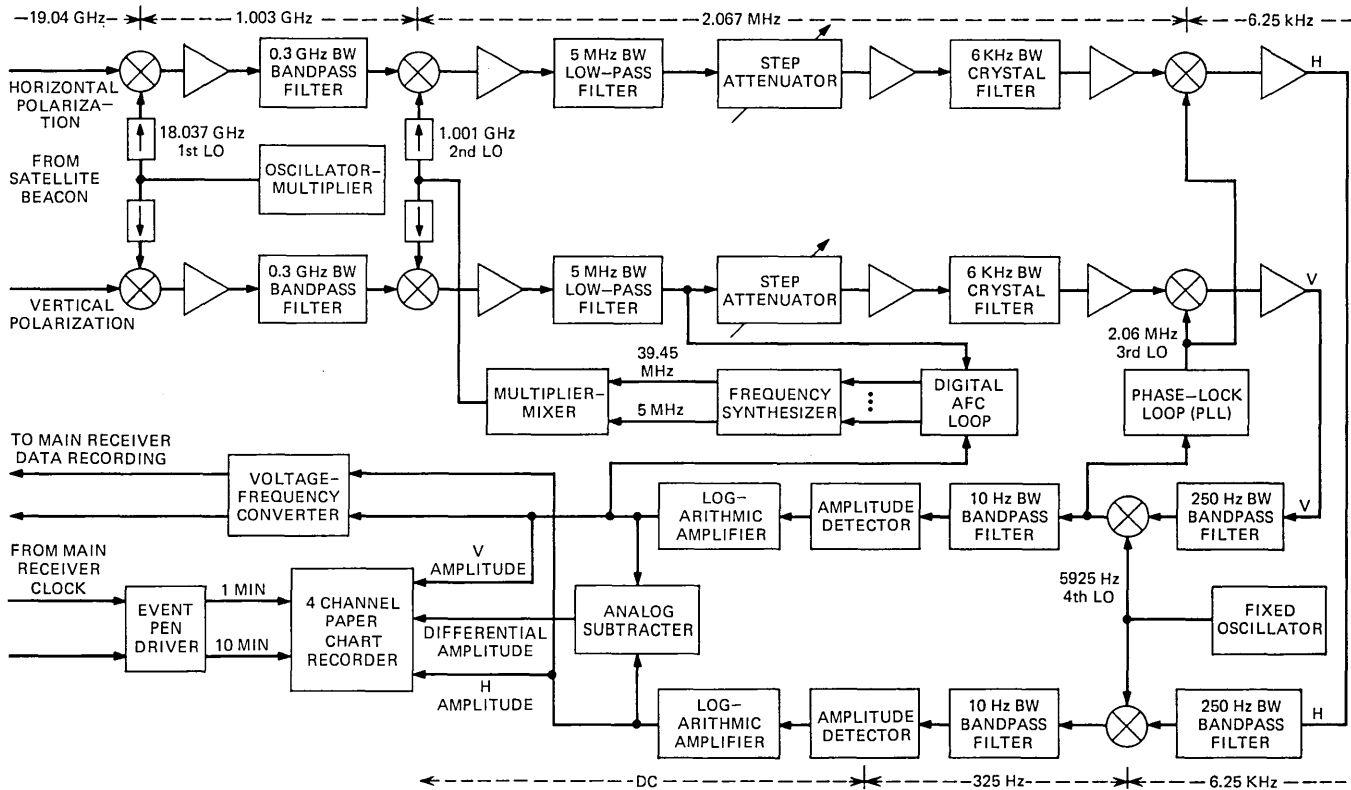 19.04 GHz
1.003 GHz
2.067 MHz
6.25 kHz
HORIZONTAL
POLARIZA-
TION
0.3 GHz BW
BANDPASS
FILTER
5 MHz BW
LOW-PASS
FILTER
STEP
ATTENUATOR
6 KHz BW
CRYSTAL
FILTER
H
18.037 GHz
1st LO
1.001 GHz
2nd LO
FROM
SATELLITE
BEACON
OSCILLATOR-
MULTIPLIER
VERTICAL
POLARIZATION
0.3 GHz BW
BANDPASS
FILTER
5 MHz BW
LOW-PASS
FILTER
STEP
ATTENUATOR
6 KHz BW
CRYSTAL
FILTER
V
2.06 MHz
3rd LO
MULTIPLIER-
MIXER
39.45
MHz
5 MHz
FREQUENCY
SYNTHESIZER
DIGITAL
AFC
LOOP
PHASE-LOCK
LOOP (PLL)
TO MAIN RECEIVER
DATA RECORDING
VOLTAGE-
FREQUENCY
CONVERTER
LOG-
ARITHMIC
AMPLIFIER
AMPLITUDE
DETECTOR
10 Hz BW
BANDPASS
FILTER
250 Hz BW
BANDPASS
FILTER
V
FROM MAIN
RECEIVER
CLOCK
EVENT
PEN
DRIVER
1 MIN
10 MIN
4 CHANNEL
PAPER
CHART
RECORDER
V
AMPLITUDE
DIFFERENTIAL
AMPLITUDE
H
AMPLITUDE
ANALOG
SUBTRACTER
5925 Hz
4th LO
FIXED
OSCILLATOR
LOG-
ARITHMIC
AMPLIFIER
AMPLITUDE
DETECTOR
10 Hz BW
BANDPASS
FILTER
250 Hz BW
BANDPASS
FILTER
H
DC
325 Hz
6.25 KHz